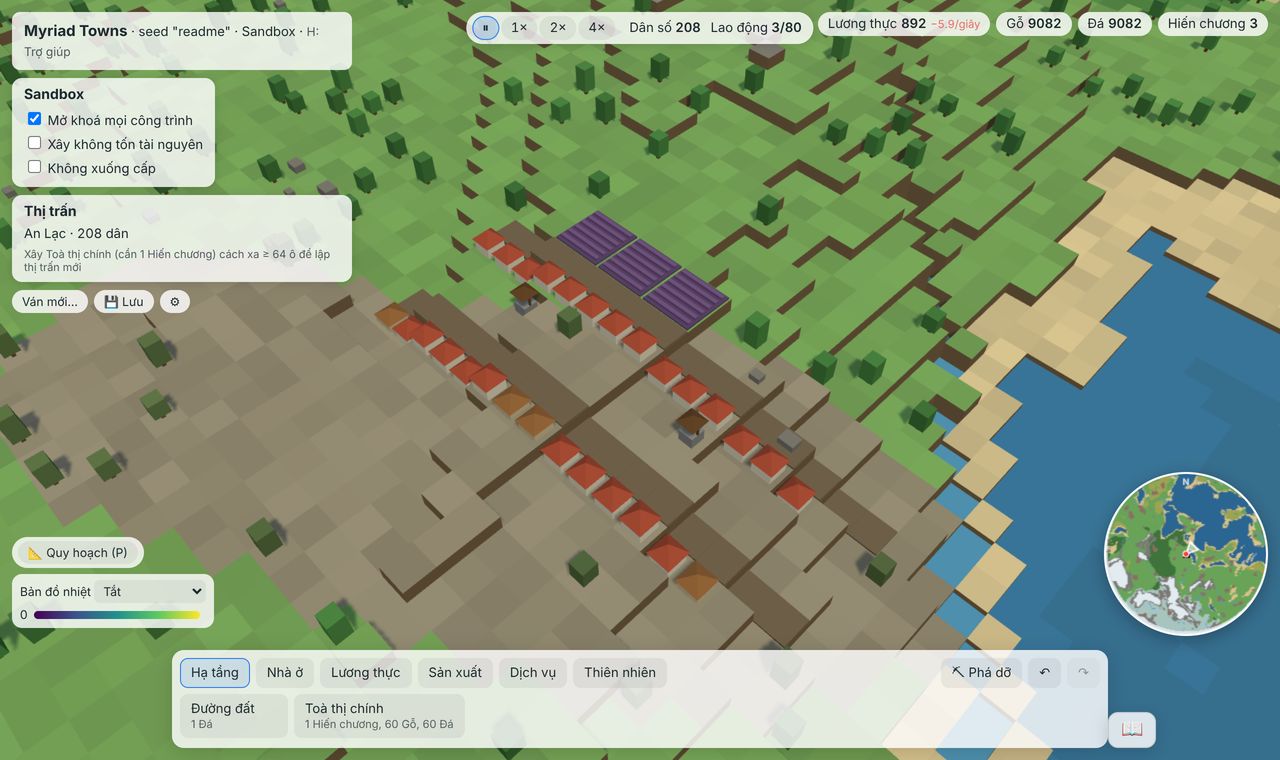 Myriad Towns · seed "readme" · Sandbox · H:
Trợ giúp
⏸ 1× 2× 4× Dân số 208 Lao động 3/80
Lương thực 892 −5.9/giây
Gỗ 9082
Đá 9082
Hiến chương 3
Sandbox
Mở khoá mọi công trình
Xây không tốn tài nguyên
Không xuống cấp
Thị trấn
An Lạc · 208 dân
Xây Toà thị chính (cần 1 Hiến chương) cách xa ≥ 64 ô để lập
thị trấn mới
Ván mới...
💾 Lưu
⚙
N
📐 Quy hoạch (P)
Bản đồ nhiệt Tắt
0
Hạ tầng
Nhà ở
Lương thực
Sản xuất
Dịch vụ
Thiên nhiên
⛏ Phá dỡ
↶
↷
Đường đất
1 Đá
Toà thị chính
1 Hiến chương, 60 Gỗ, 60 Đá